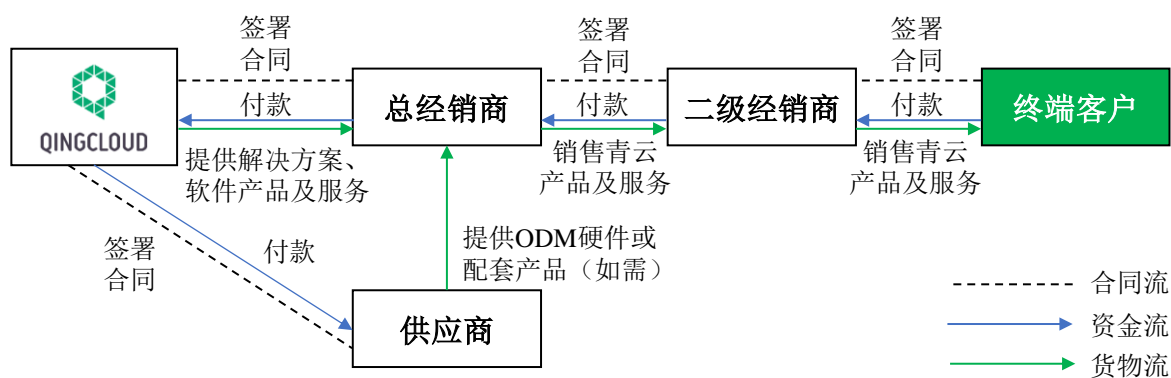 签署
合同
签署
合同
签署
合同
QINGCLOUD
付款
总经销商
付款
二级经销商
付款
终端客户
提供解决方案、
软件产品及服务
销售青云
产品及服务
销售青云
产品及服务
签署
合同
付款
提供ODM硬件或
配套产品（如需）
供应商
合同流
资金流
货物流